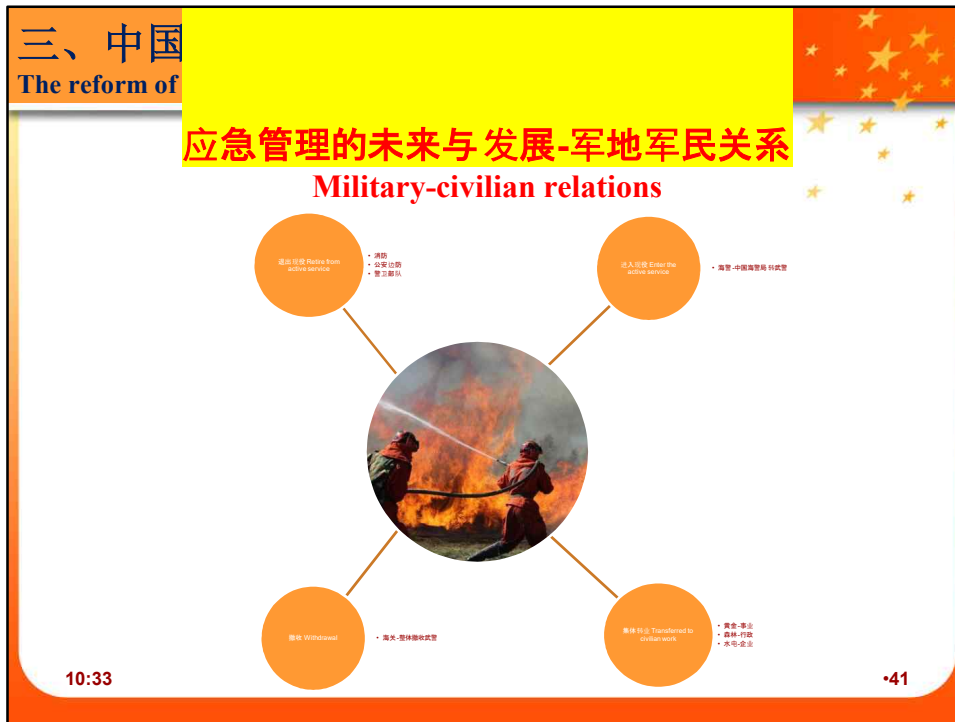 三、中国
The reform of
应急管理的未来与发展-军地军民关系
Military-civilian relations
退出现役 Retire from
active service
• 消防
• 公安边防
• 警卫部队
进入现役 Enter the
active service
• 海警-中国海警局 转武警
撤收 Withdrawal
• 海关-整体撤收武警
集体转业 Transferred to
civilian work
• 黄金-事业
• 森林-行政
• 水电-企业
10:33
•41